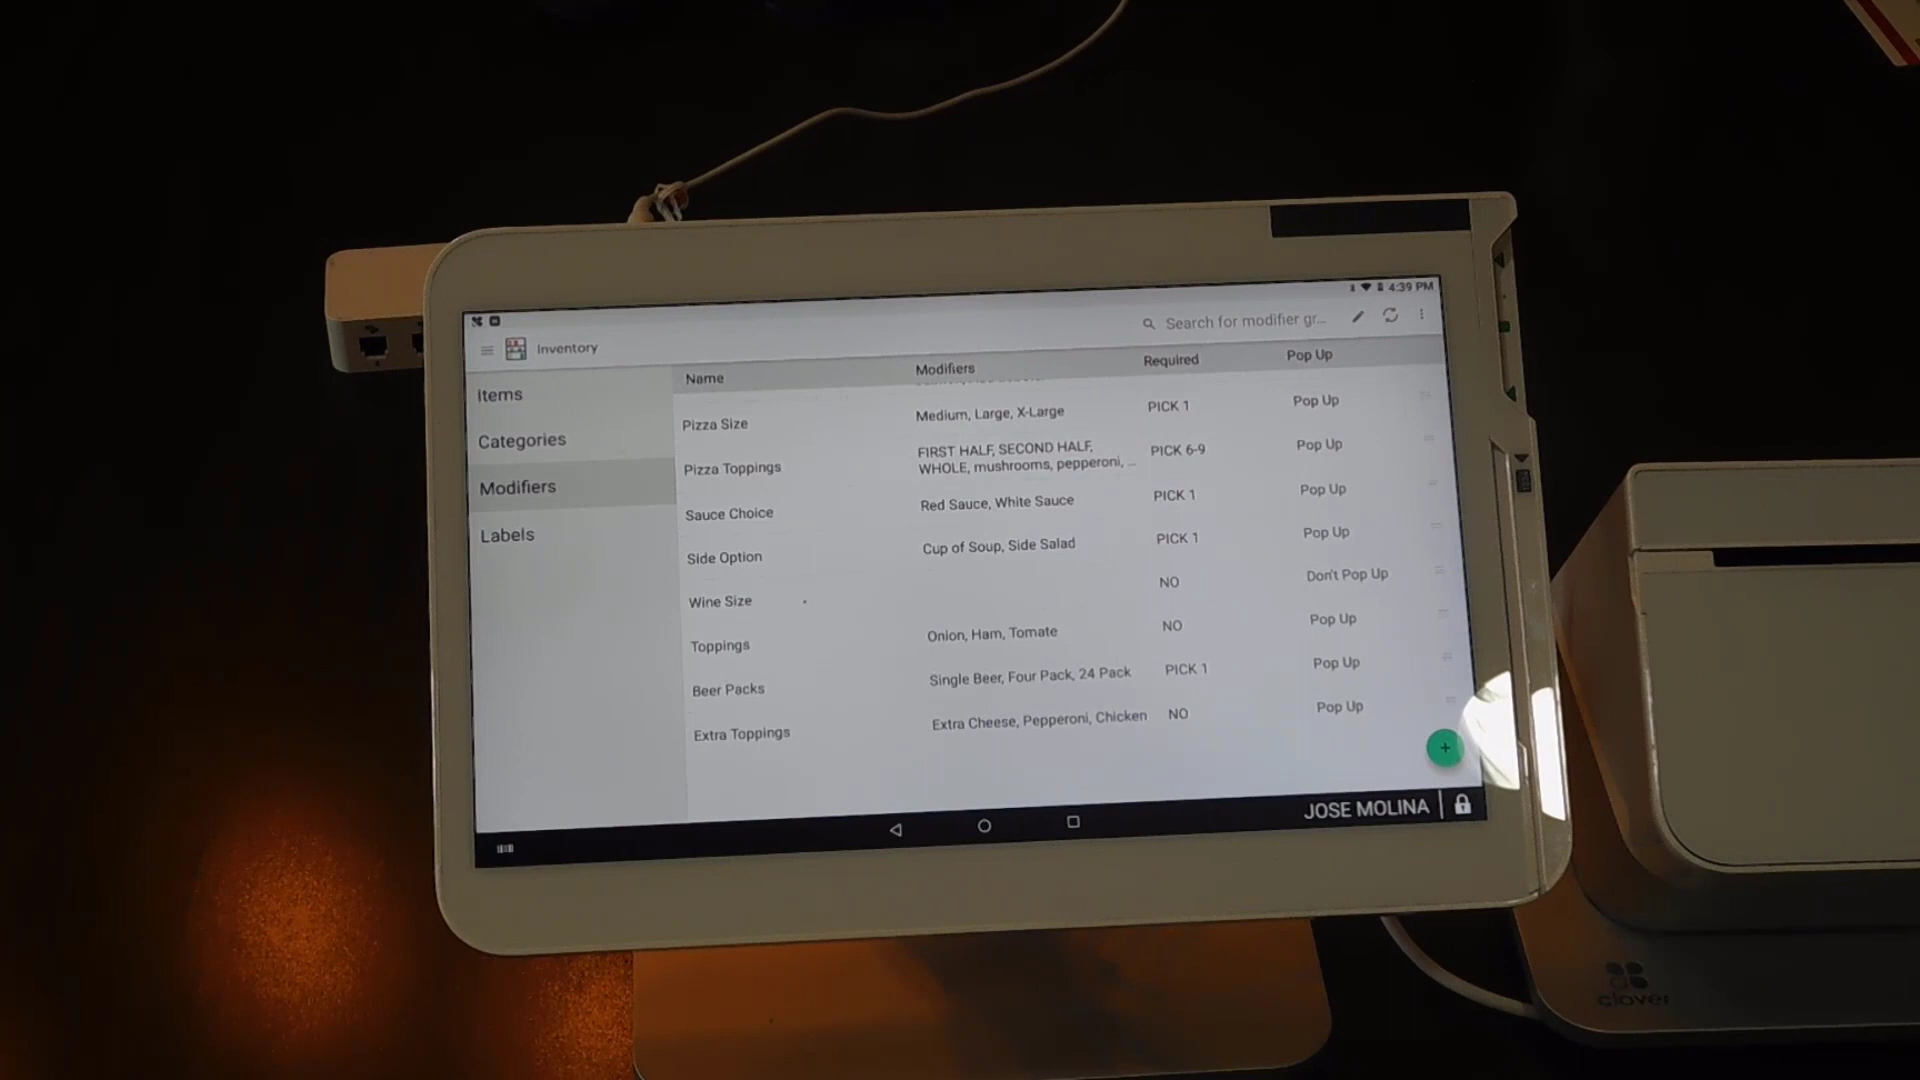 4:39 PM
Inventory
Search for modifier gr...
Items
Categories
Modifiers
Labels
Name Modifiers Required Pop Up
Pizza Size Medium, Large, X-Large PICK 1 Pop Up
Pizza Toppings FIRST HALF, SECOND HALF, WHOLE, mushrooms, pepperoni, ... PICK 6-9 Pop Up
Sauce Choice Red Sauce, White Sauce PICK 1 Pop Up
Side Option Cup of Soup, Side Salad PICK 1 Pop Up
Wine Size NO Don't Pop Up
Toppings Onion, Ham, Tomate NO Pop Up
Beer Packs Single Beer, Four Pack, 24 Pack PICK 1 Pop Up
Extra Toppings Extra Cheese, Pepperoni, Chicken NO Pop Up
JOSE MOLINA
clover